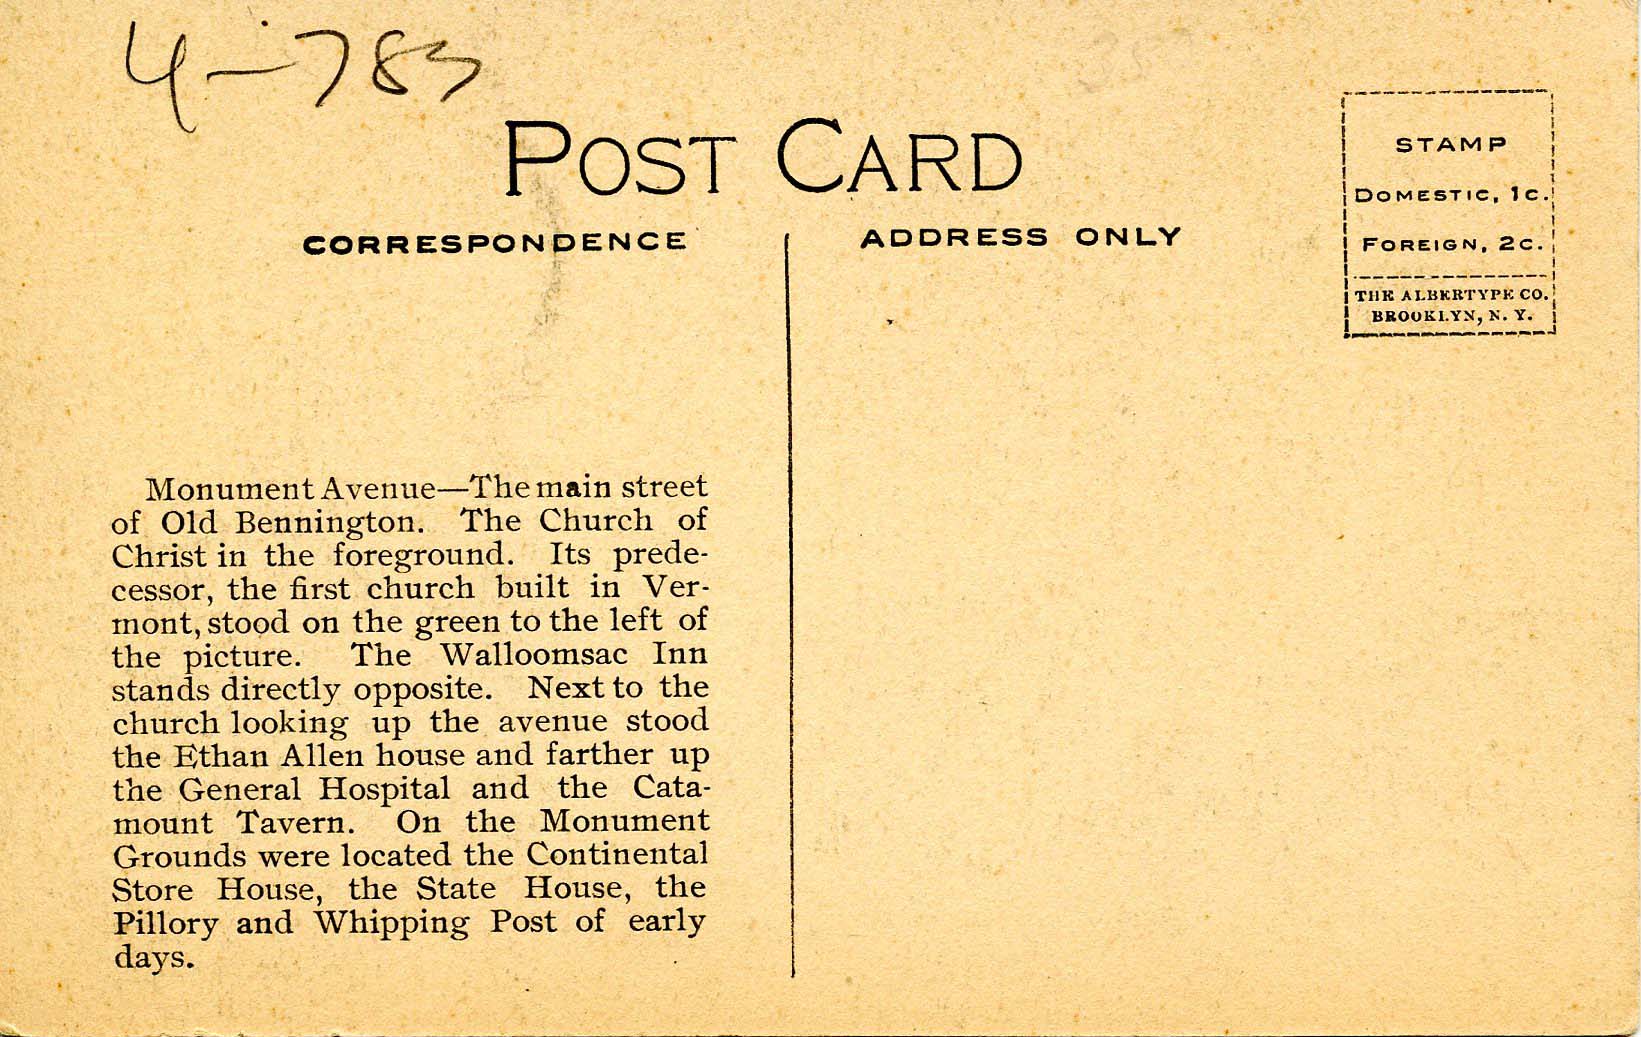 4-783
POST CARD
CORRESPONDENCE
ADDRESS ONLY
STAMP
DOMESTIC, 1C.
FOREIGN, 2C.
THE ALBERTYPE CO.
BROOKLYN, N. Y.
Monument Avenue—The main street
of Old Bennington. The Church of
Christ in the foreground. Its prede-
cessor, the first church built in Ver-
mont, stood on the green to the left of
the picture. The Walloomsac Inn
stands directly opposite. Next to the
church looking up the avenue stood
the Ethan Allen house and farther up
the General Hospital and the Cata-
mount Tavern. On the Monument
Grounds were located the Continental
Store House, the State House, the
Pillory and Whipping Post of early
days.